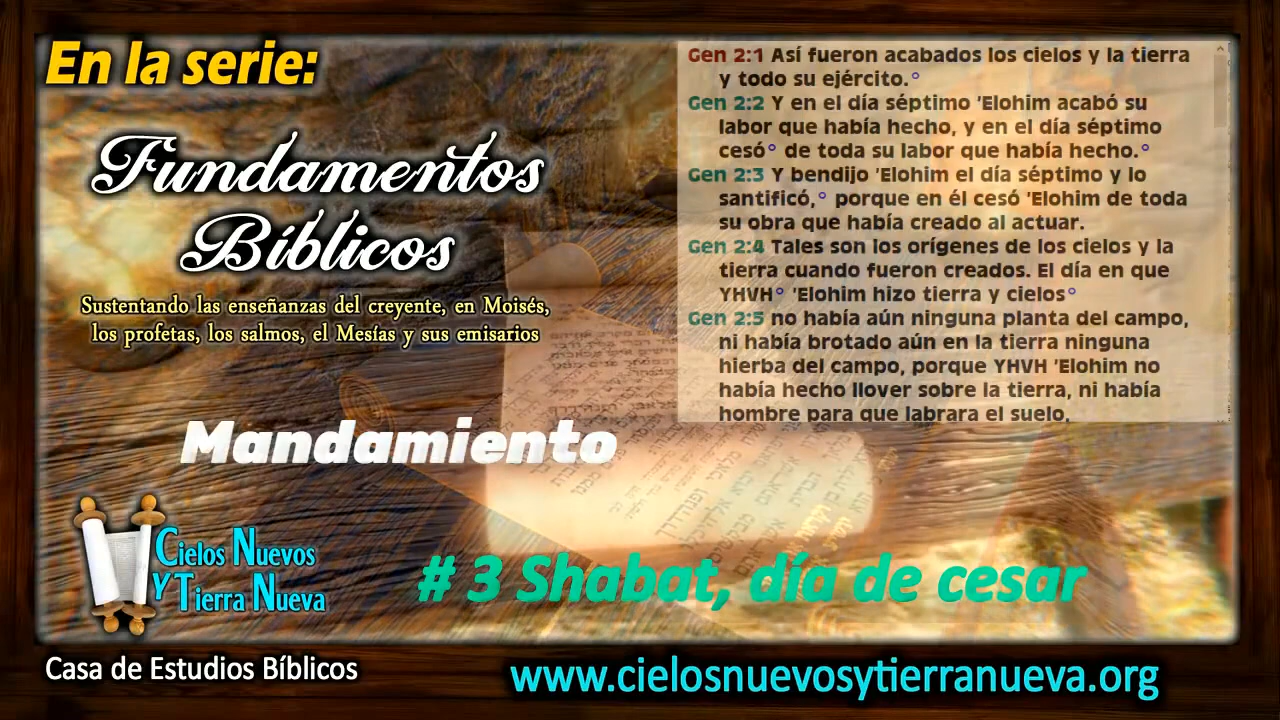 En la serie:
Fundamentos
Bíblicos
Sustentando las enseñanzas del creyente, en Moisés,
los profetas, los salmos, el Mesías y sus emisarios
Gen 2:1 Así fueron acabados los cielos y la tierra
y todo su ejército.°
Gen 2:2 Y en el día séptimo 'Elohim acabó su
labor que había hecho, y en el día séptimo
cesó° de toda su labor que había hecho.°
Gen 2:3 Y bendijo 'Elohim el día séptimo y lo
santificó,° porque en él cesó 'Elohim de toda
su obra que había creado al actuar.
Gen 2:4 Tales son los orígenes de los cielos y la
tierra cuando fueron creados. El día en que
YHVH° 'Elohim hizo tierra y cielos°
Gen 2:5 no había aún ninguna planta del campo,
ni había brotado aún en la tierra ninguna
hierba del campo, porque YHVH 'Elohim no
había hecho llover sobre la tierra, ni había
hombre para que labrara el suelo,
Mandamiento
# 3 Shabat, día de cesar
Cielos Nuevos
Y Tierra Nueva
Casa de Estudios Bíblicos
www.cielosnuevosytierranueva.org